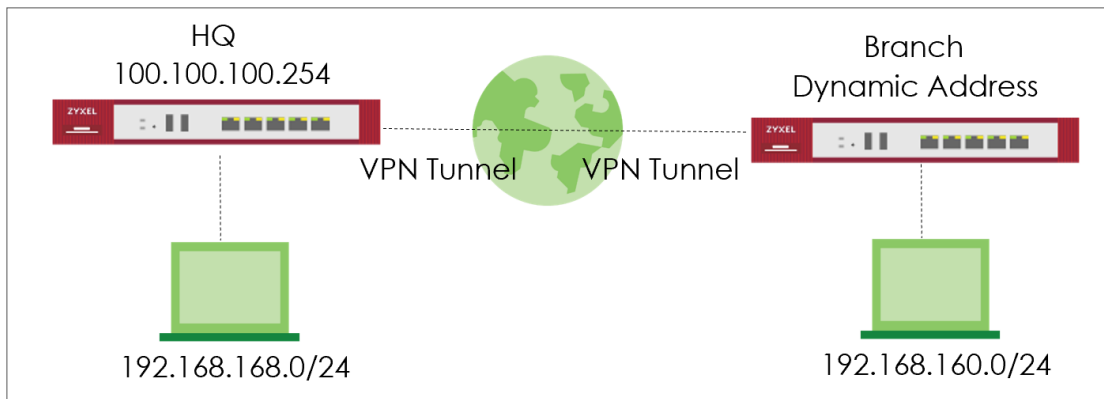 HQ
100.100.100.254
ZYXEL
Branch
Dynamic Address
ZYXEL
VPN Tunnel
VPN Tunnel
192.168.168.0/24
192.168.160.0/24